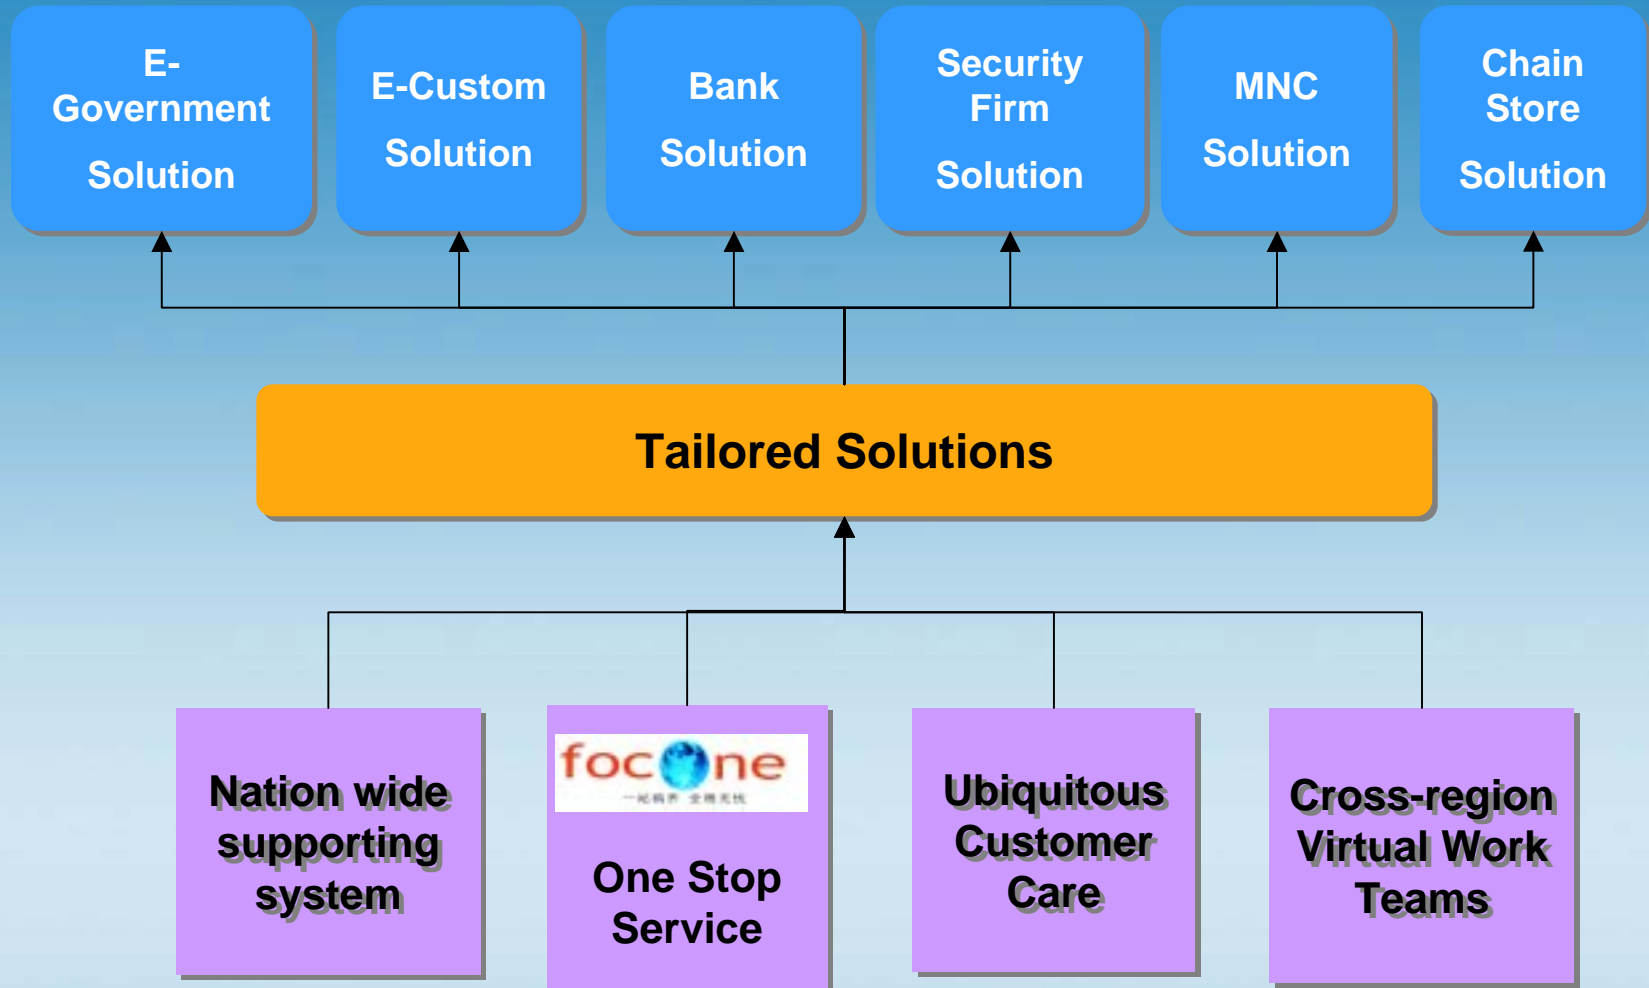 E-
Government
Solution
E-Custom
Solution
Bank
Solution
Security
Firm
Solution
MNC
Solution
Chain
Store
Solution
Tailored Solutions
Nation wide
supporting
system
focone
One Stop
Service
Ubiquitous
Customer
Care
Cross-region
Virtual Work
Teams